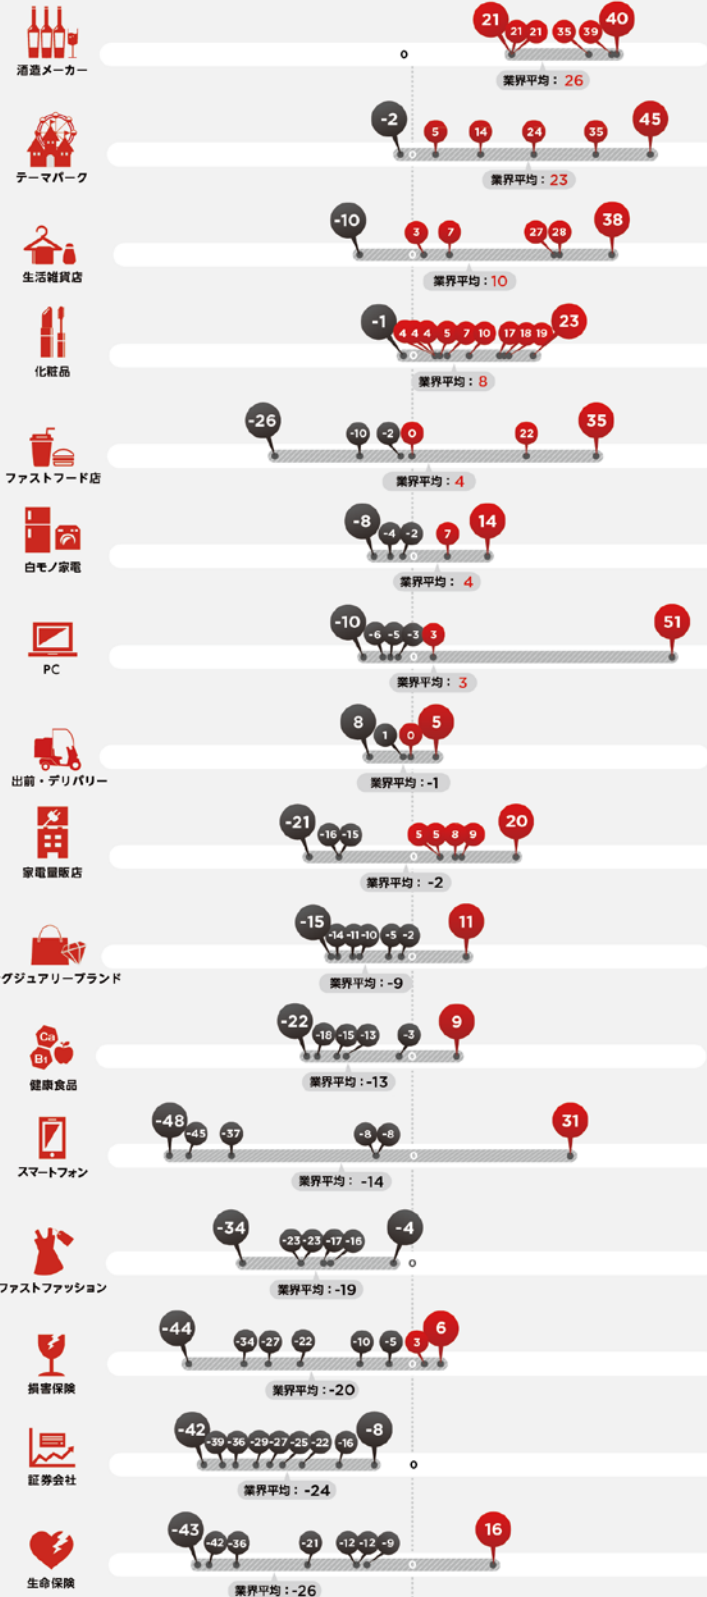 21 21 21 35 39 40
0
酒造メーカー
業界平均： 26
-2 5 14 24 35 45
0
テーマパーク
業界平均：23
-10 3 7 27 28 38
0
生活雑貨店
業界平均：10
-1 4 4 4 5 7 10 17 18 19 23
0
化粧品
業界平均：8
-26 -10 -2 0 22 35
ファストフード店
業界平均：4
-8 -4 -2 7 14
0
白モノ家電
業界平均：4
-10 -6 -5 -3 3 51
0
PC
業界平均：3
8 1 0 5
出前・デリバリー
業界平均：-1
-21 -16 -15 5 5 8 9 20
0
家電量販店
業界平均：-2
-15 -14 -11 -10 -5 -2 11
0
グジュアリーブランド
業界平均：-9
Ca
B1
-22 -18 -15 -13 -3 9
0
健康食品
業界平均：-13
-48 -45 -37 -8 -8 31
0
スマートフォン
業界平均： -14
-34 -23 -23 -17 -16 -4
0
ファストファッション
業界平均：-19
-44 -34 -27 -22 -10 -5 3 6
0
損害保険
業界平均：-20
-42 -39 -36 -29 -27 -25 -22 -16 -8
0
証券会社
業界平均：-24
-43 -42 -36 -21 -12 -12 -9 16
0
生命保険
業界平均：-26